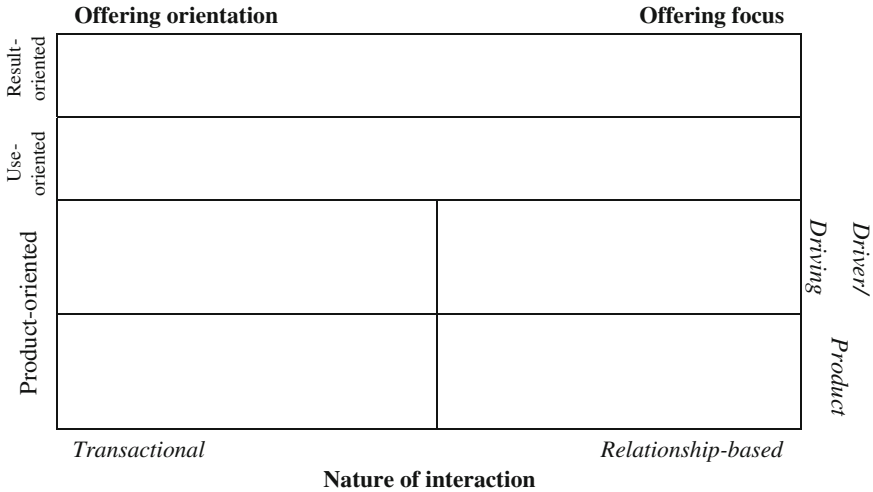 Offering orientation
Offering focus
Result-
oriented
Use-
oriented
Product-oriented
Driver/
Driving
Product
Transactional
Relationship-based
Nature of interaction